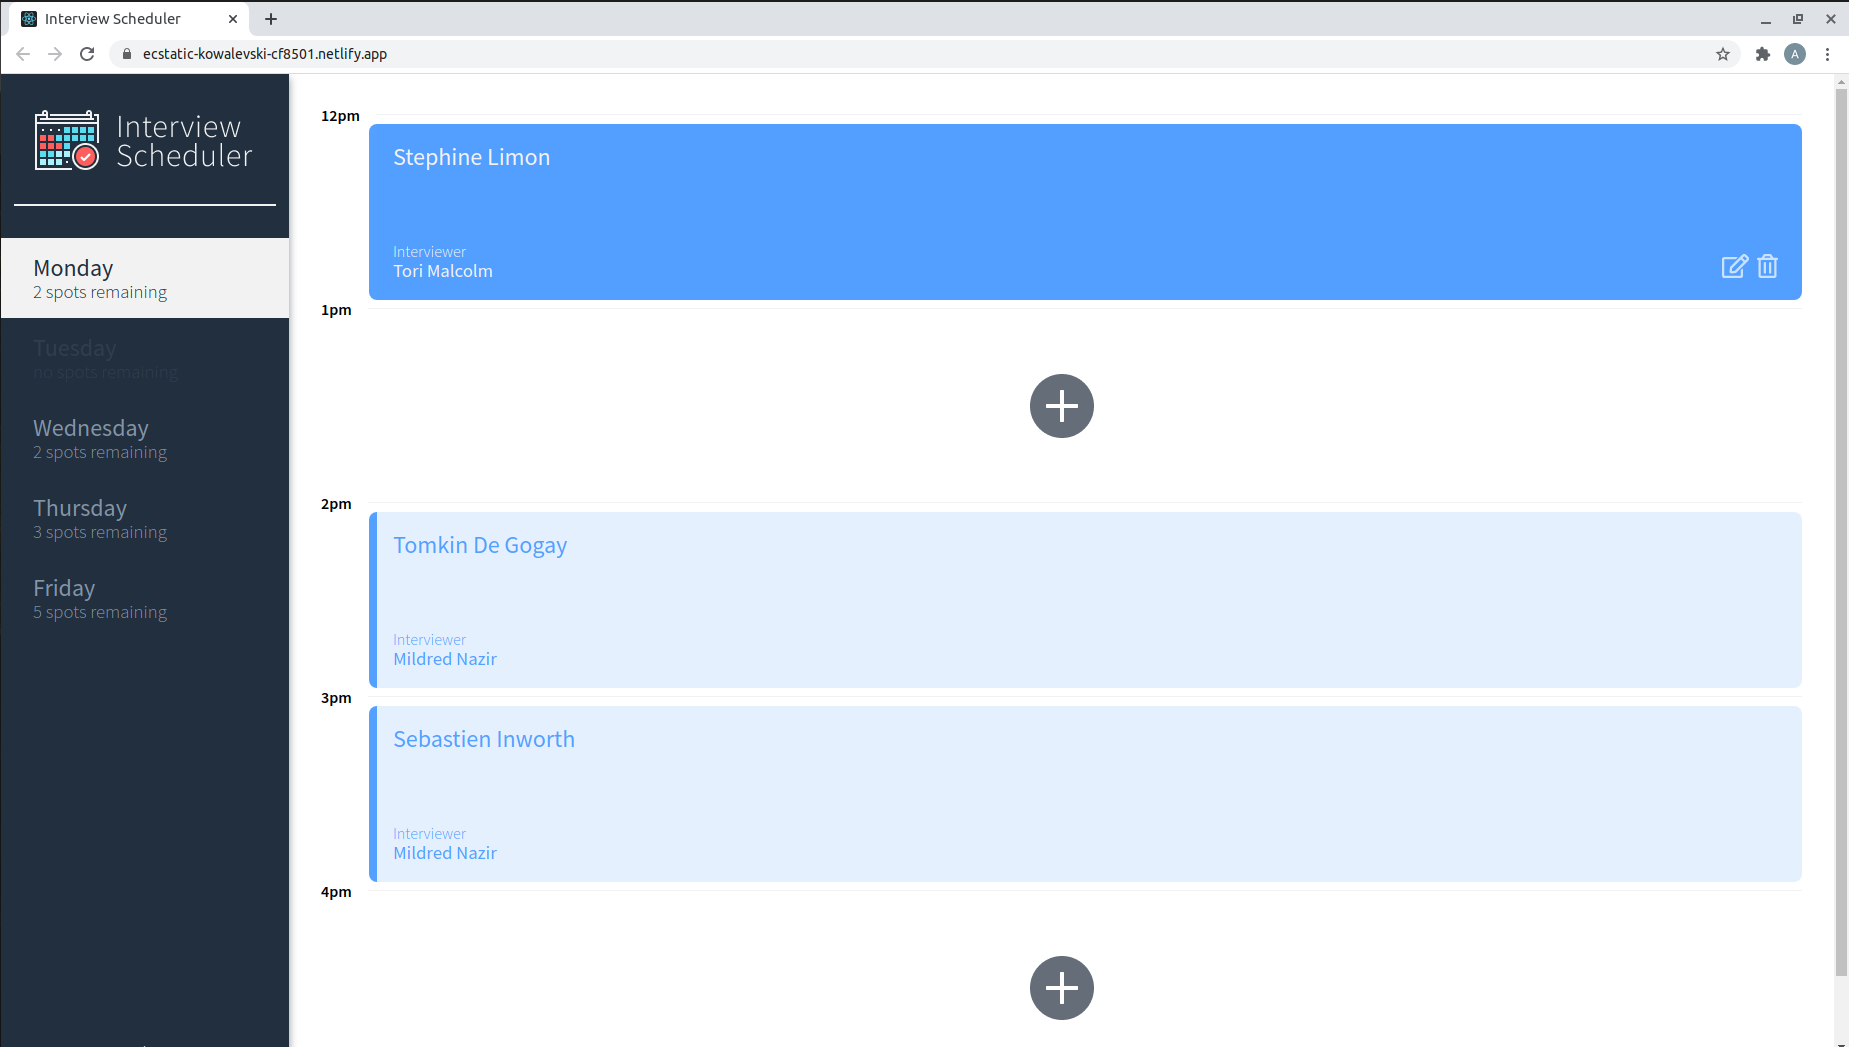 Interview Scheduler
ecstatic-kowalevski-cf8501.netlify.app
A
Interview
Scheduler
Monday
2 spots remaining
Tuesday
no spots remaining
Wednesday
2 spots remaining
Thursday
3 spots remaining
Friday
5 spots remaining
12pm
Stephine Limon
Interviewer
Tori Malcolm
1pm
2pm
Tomkin De Gogay
Interviewer
Mildred Nazir
3pm
Sebastien Inworth
Interviewer
Mildred Nazir
4pm